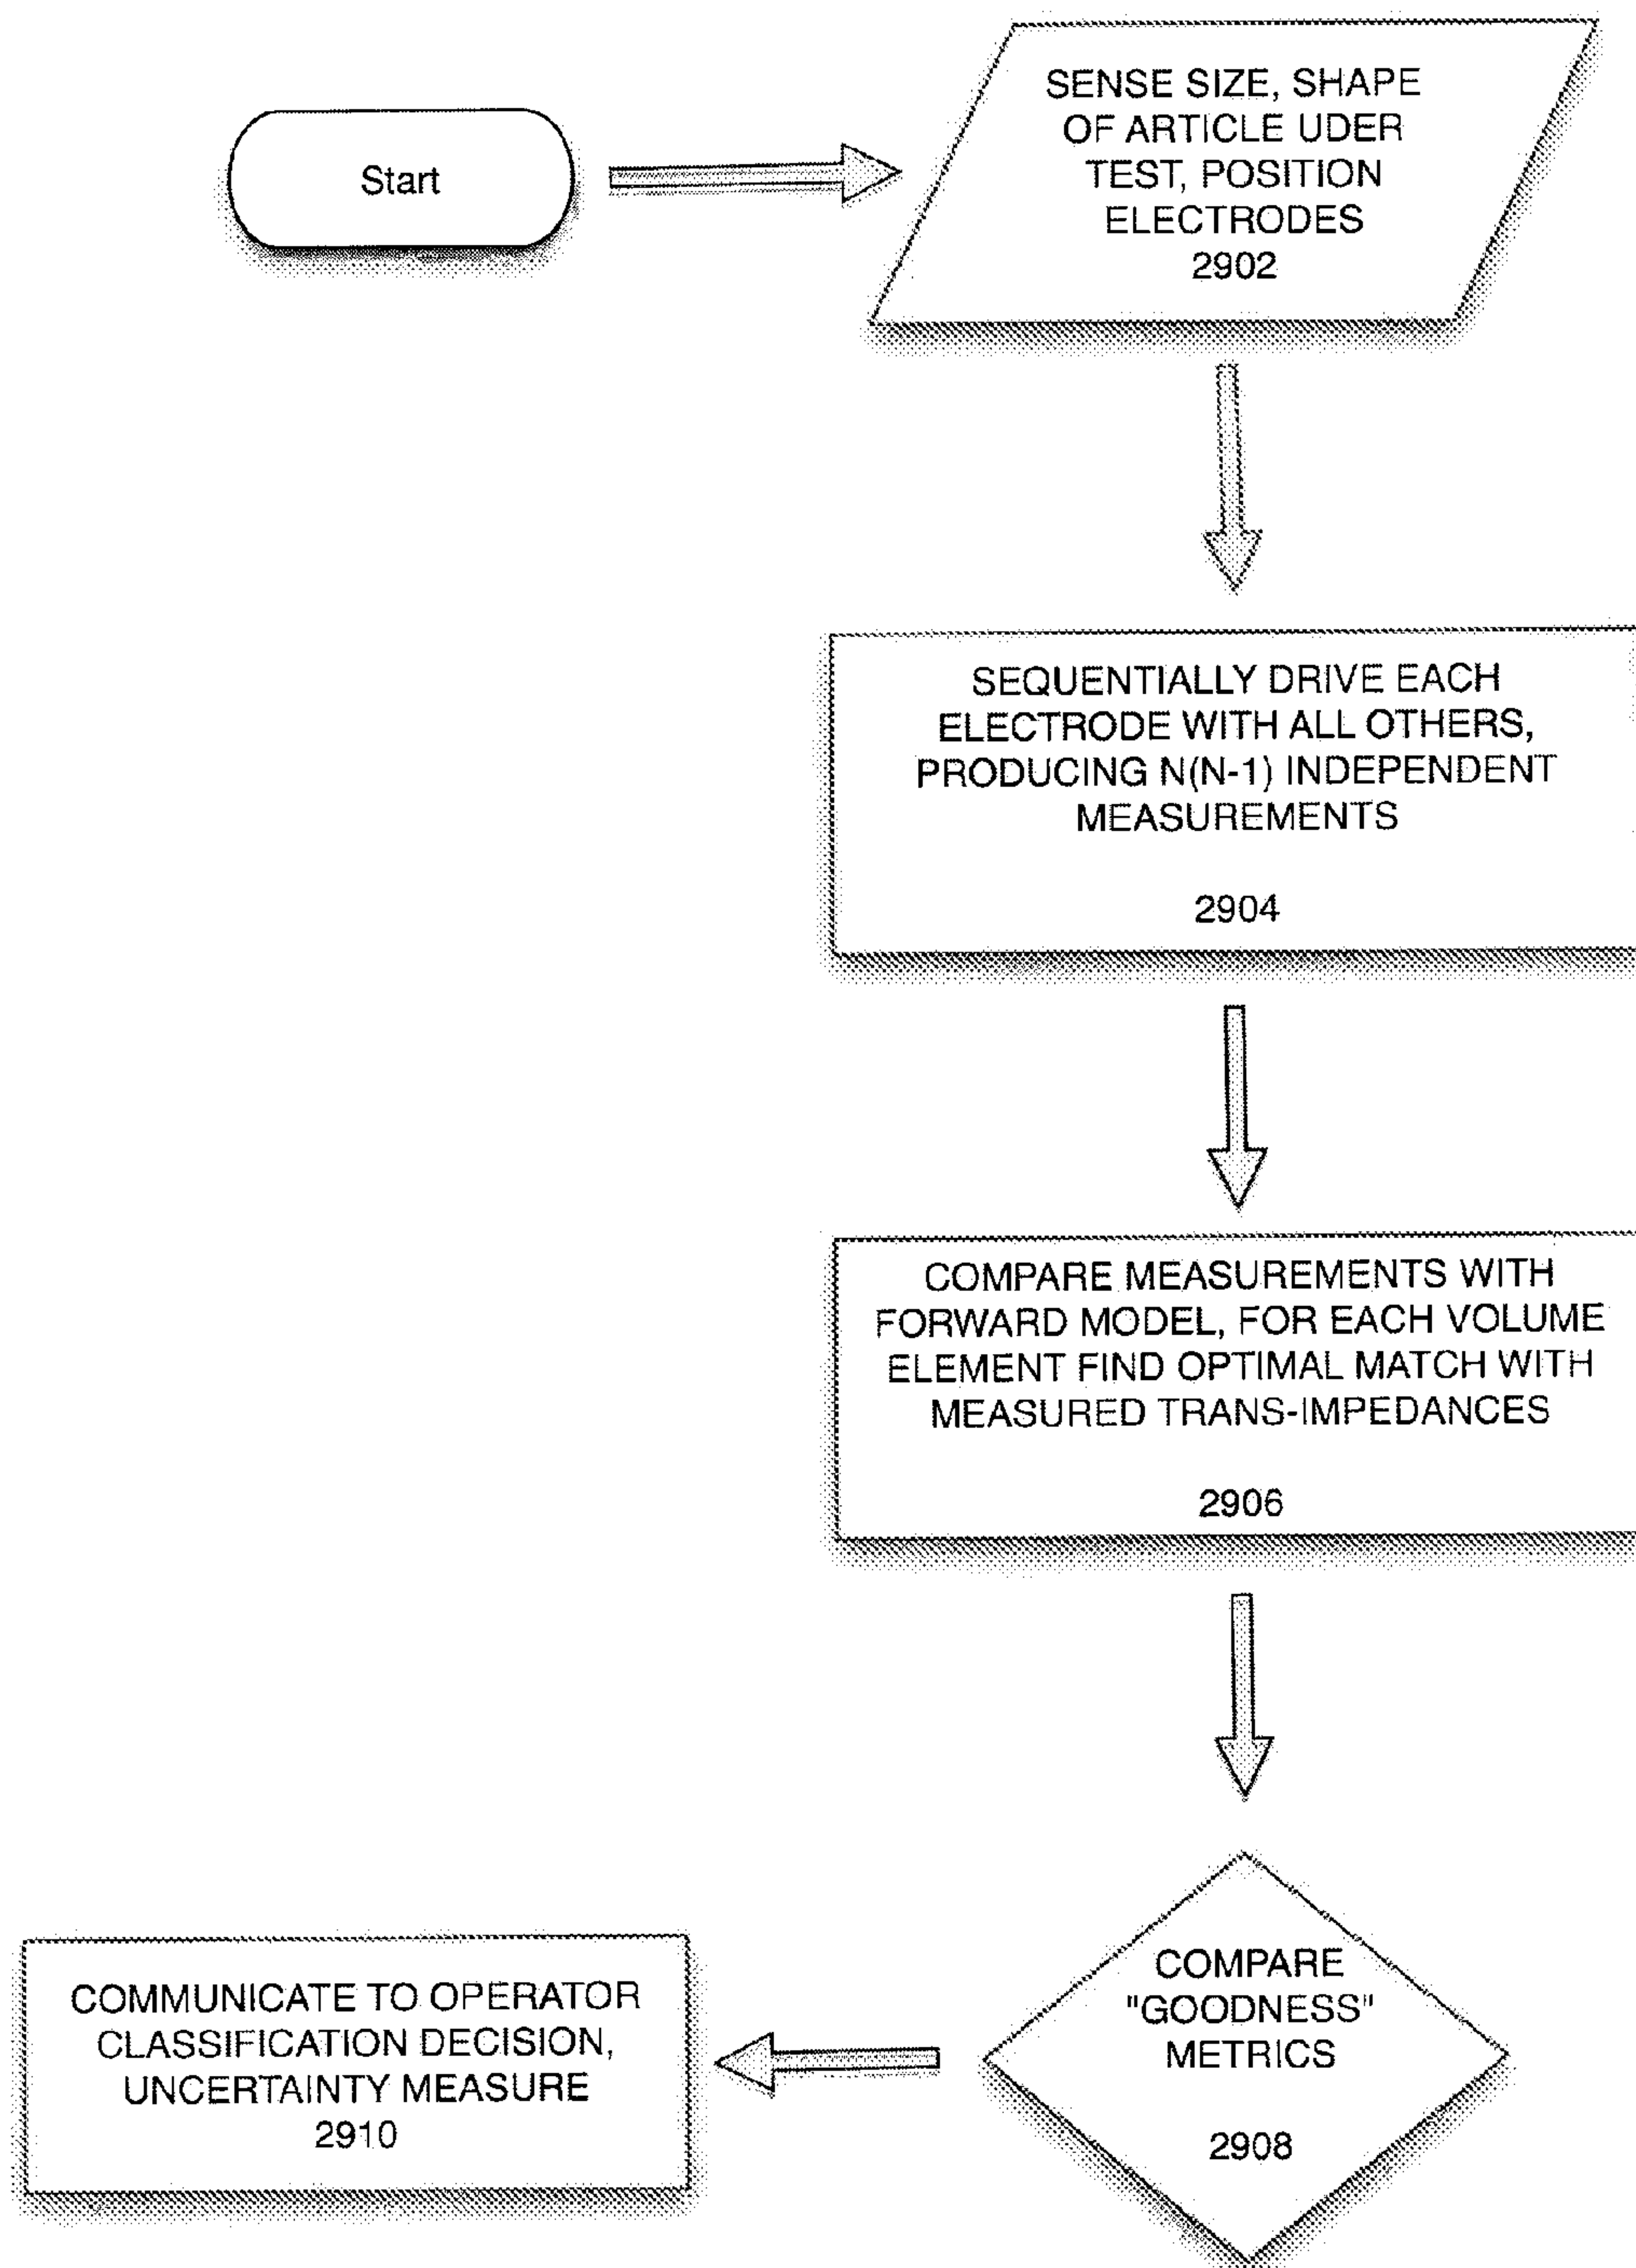 Start
SENSE SIZE, SHAPE
OF ARTICLE UDER
TEST, POSITION
ELECTRODES
2902
SEQUENTIALLY DRIVE EACH
ELECTRODE WITH ALL OTHERS,
PRODUCING N(N-1) INDEPENDENT
MEASUREMENTS
2904
COMPARE MEASUREMENTS WITH
FORWARD MODEL, FOR EACH VOLUME
ELEMENT FIND OPTIMAL MATCH WITH
MEASURED TRANS-IMPEDANCES
2906
COMPARE
"GOODNESS"
METRICS
2908
COMMUNICATE TO OPERATOR
CLASSIFICATION DECISION,
UNCERTAINTY MEASURE
2910